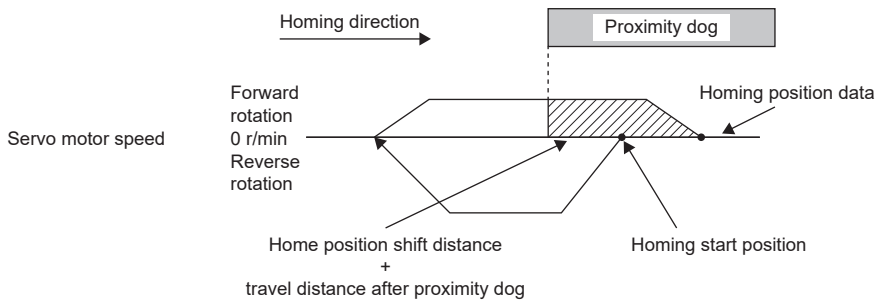 Homing direction
Proximity dog
Forward
rotation
0 r/min
Reverse
rotation
Servo motor speed
Homing position data
Home position shift distance
+
travel distance after proximity dog
Homing start position